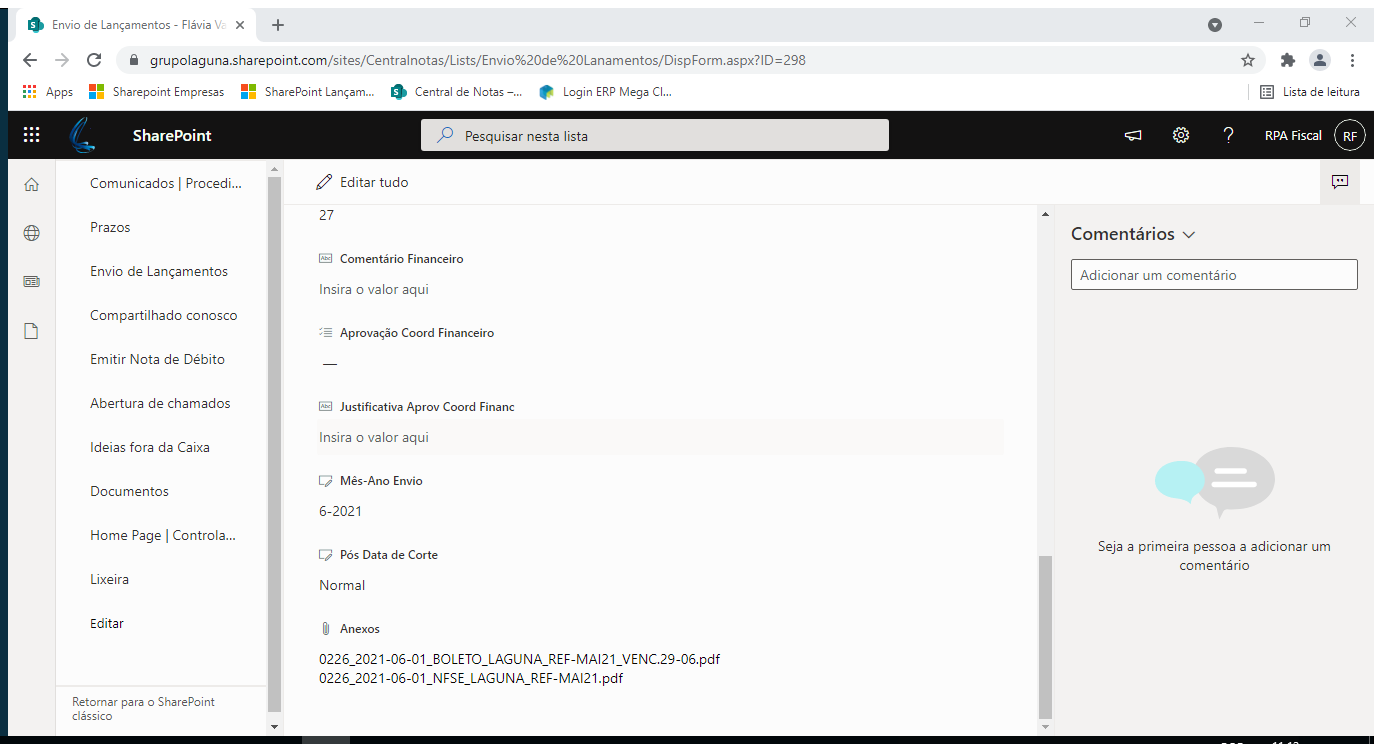 Envio de Lançamentos - Flávia Va
grupolaguna.sharepoint.com/sites/Centralnotas/Lists/Envio%20de%20Lanamentos/DispForm.aspx?ID=298
Apps
Sharepoint Empresas
SharePoint Lançam...
Central de Notas –...
Login ERP Mega Cl...
Lista de leitura
SharePoint
Pesquisar nesta lista
?
RPA Fiscal
RF
Comunicados | Procedi...
Prazos
Envio de Lançamentos
Compartilhado conosco
Emitir Nota de Débito
Abertura de chamados
Ideias fora da Caixa
Documentos
Home Page | Controla...
Lixeira
Editar
Retornar para o SharePoint
clássico
Editar tudo
27
Comentário Financeiro
Insira o valor aqui
Aprovação Coord Financeiro
—
Justificativa Aprov Coord Financ
Insira o valor aqui
Mês-Ano Envio
6-2021
Pós Data de Corte
Normal
Anexos
0226_2021-06-01_BOLETO_LAGUNA_REF-MAI21_VENC.29-06.pdf
0226_2021-06-01_NFSE_LAGUNA_REF-MAI21.pdf
Comentários
Adicionar um comentário
Seja a primeira pessoa a adicionar um
comentário